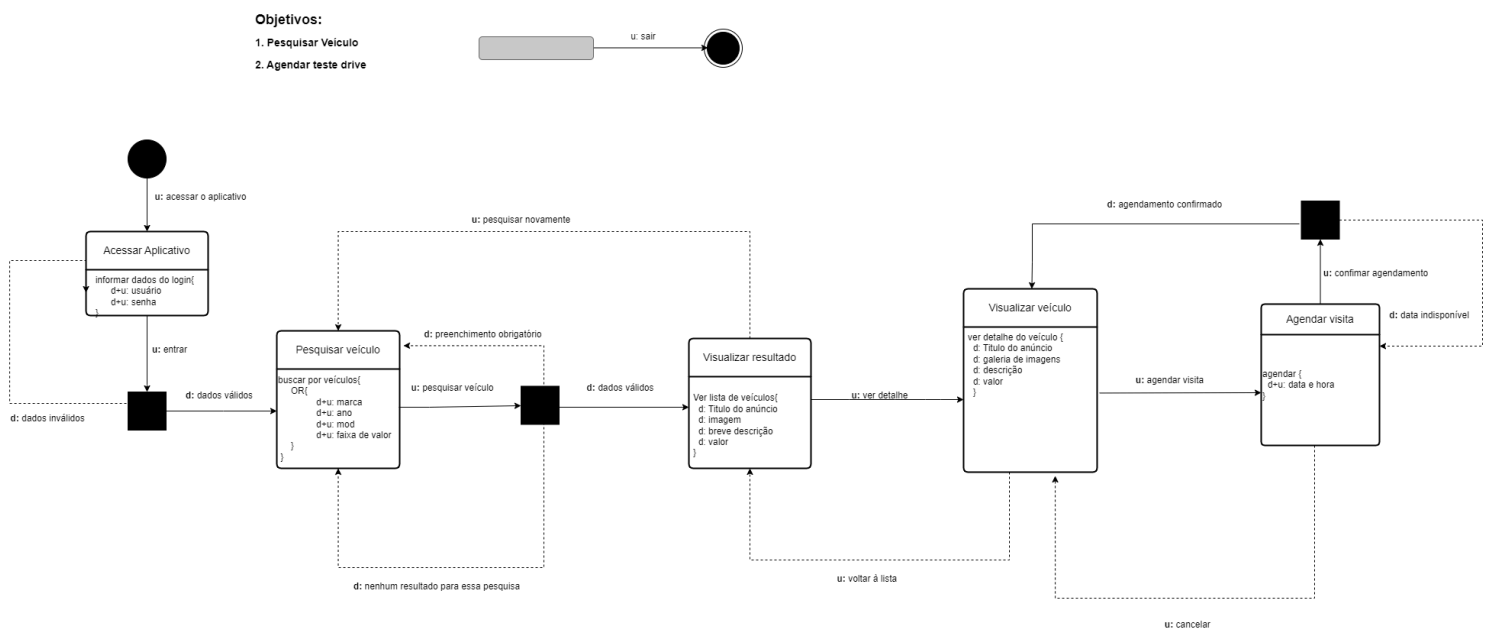 Objetivos:
1. Pesquisar Veiculo
2. Agendar teste drive
u: sair
u: acessar o aplicativo
Acessar Aplicativo
informar dados do login{
d+u: usuário
d+u: senha
}
u: entrar
d: dados inválidos
d: dados válidos
u: pesquisar novamente
Pesquisar veículo
buscar por veículos{
OR{
d+u: marca
d+u: ano
d+u: mod
d+u: faixa de valor
}
}
d: preenchimento obrigatório
u: pesquisar veículo
d: nenhum resultado para essa pesquisa
d: dados válidos
Visualizar resultado
Ver lista de veículos{
d: Titulo do anúncio
d: imagem
d: breve descrição
d: valor
}
u: ver detalhe
u: voltar á lista
Visualizar veículo
ver detalhe do veículo {
d: Titulo do anúncio
d: galeria de imagens
d: descrição
d: valor
}
d: agendamento confirmado
u: agendar visita
u: cancelar
u: confimar agendamento
Agendar visita
agendar {
d+u: data e hora
}
d: data indisponível